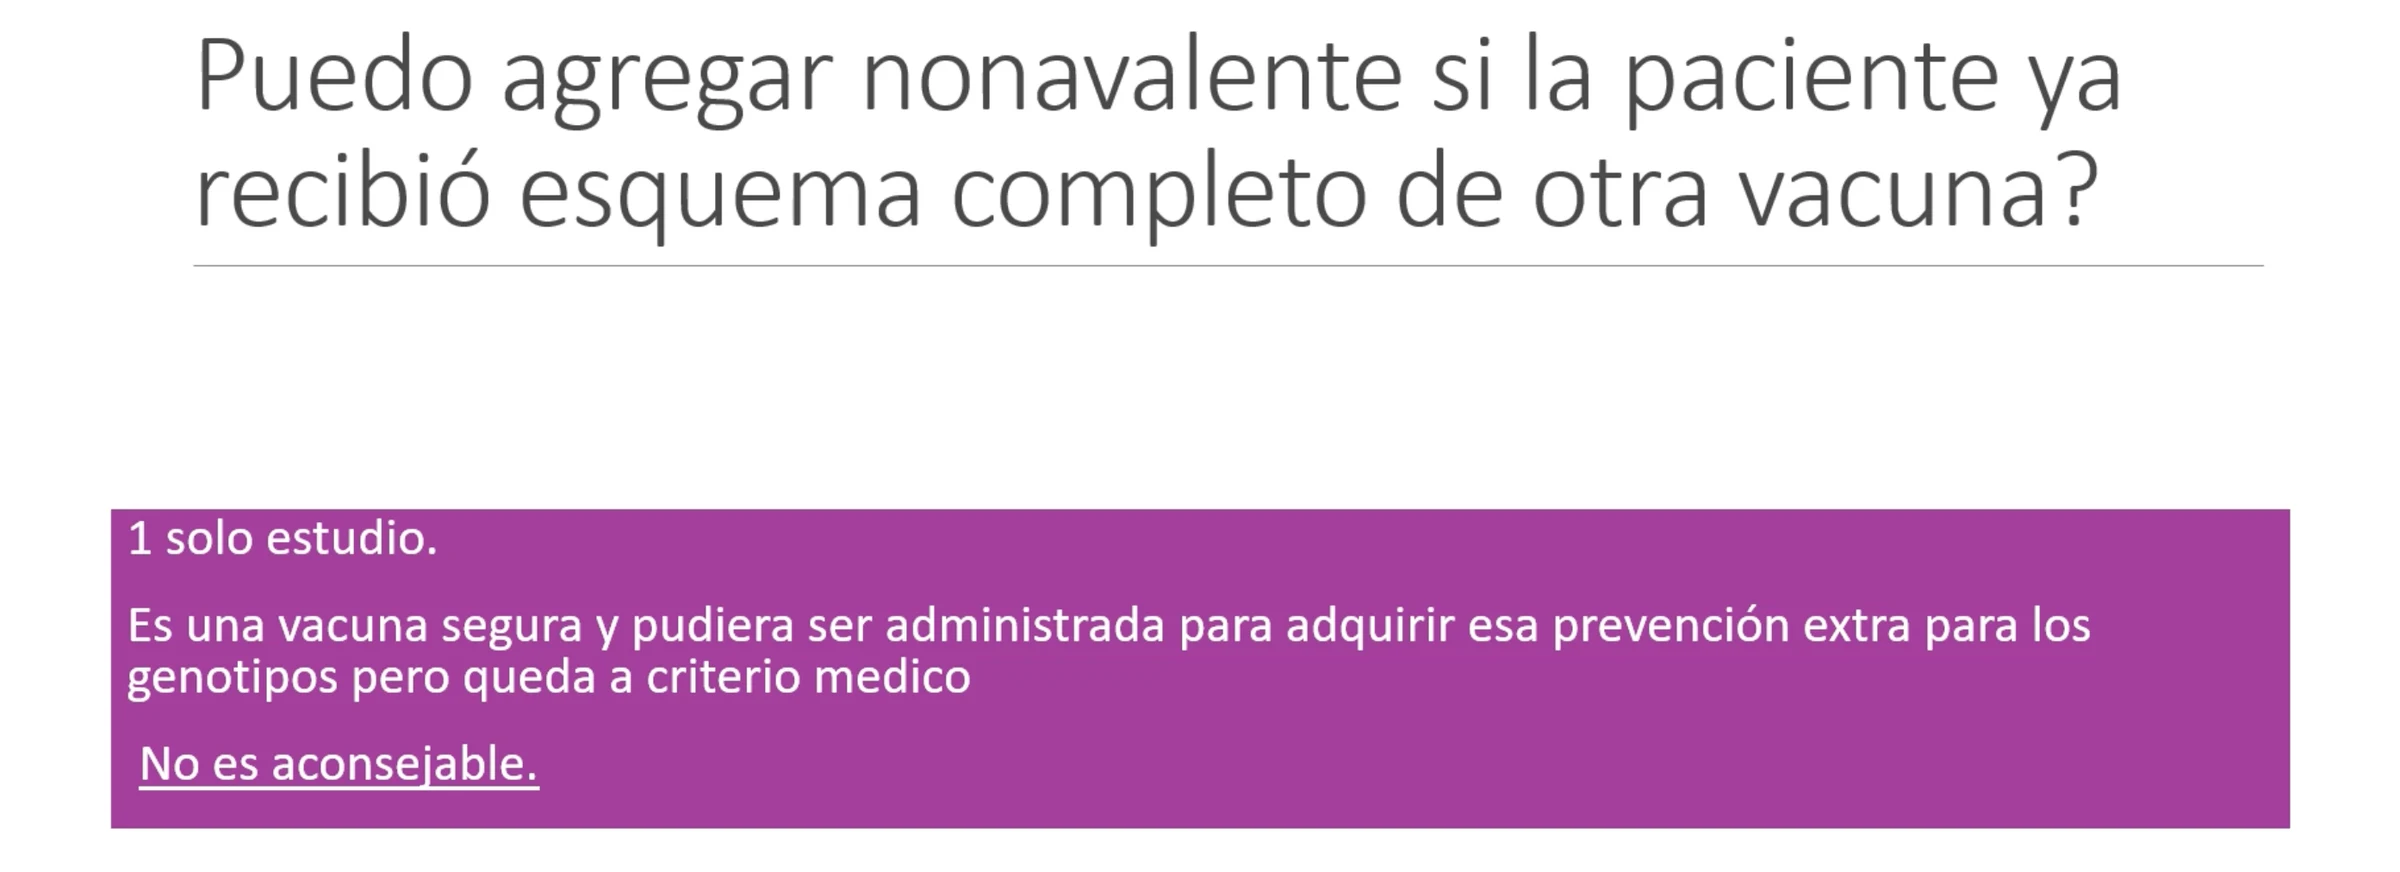 Puedo agregar nonavalente si la paciente ya
recibió esquema completo de otra vacuna?
1 solo estudio.
Es una vacuna segura y pudiera ser administrada para adquirir esa prevención extra para los
genotipos pero queda a criterio medico
No es aconsejable.